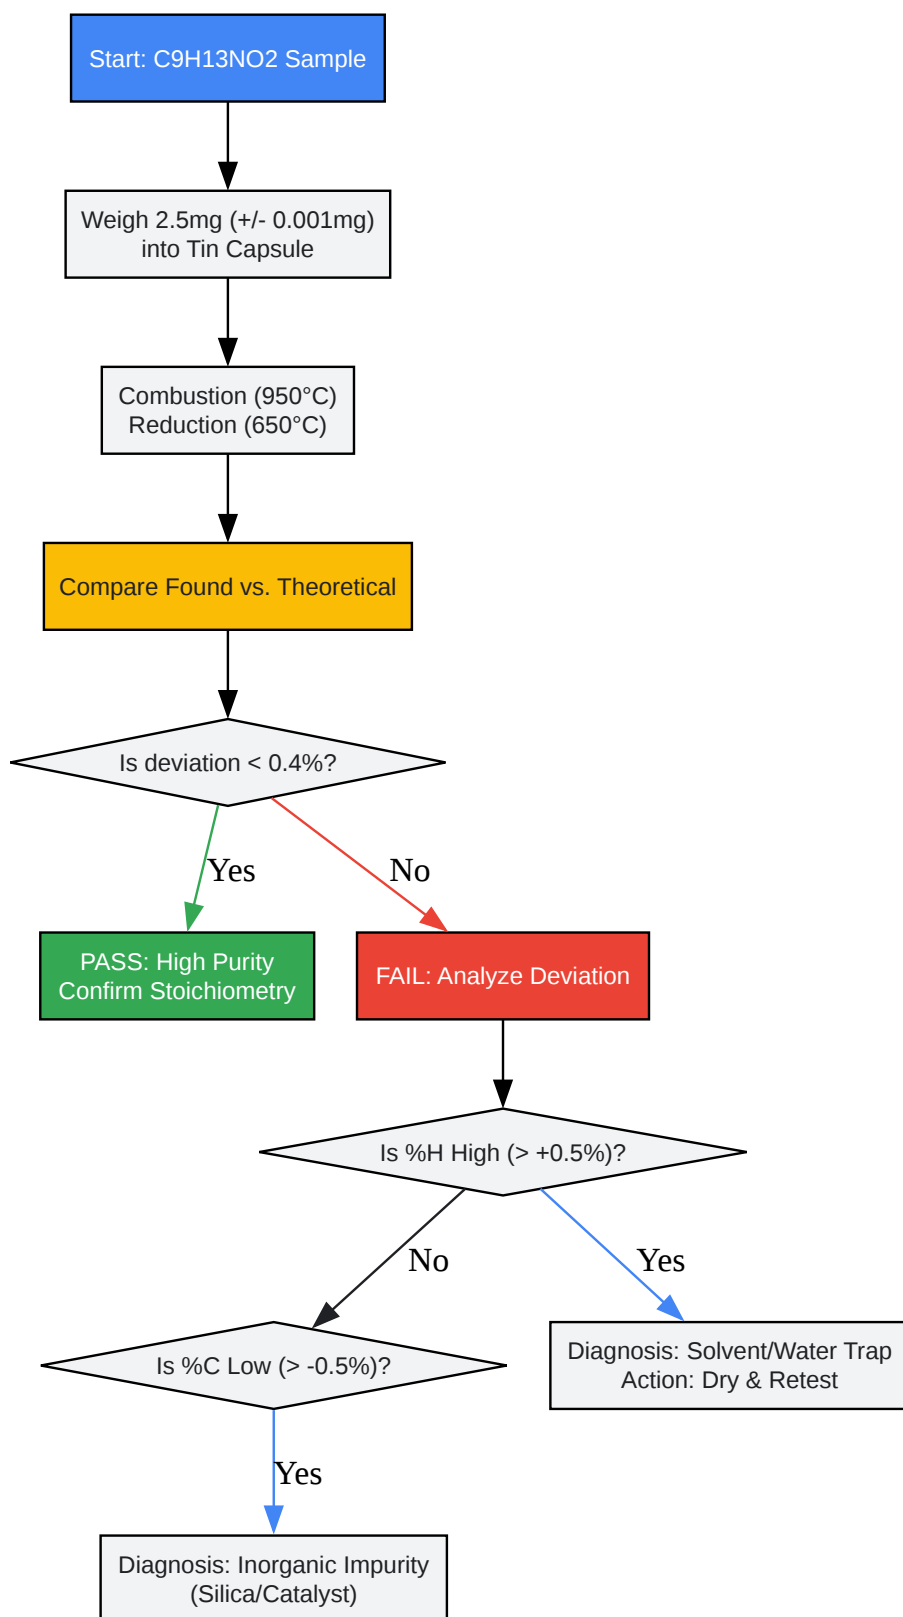 Start: C9H13NO2 Sample
Weigh 2.5mg (+/- 0.001mg)
into Tin Capsule
Combustion (950°C)
Reduction (650°C)
Compare Found vs. Theoretical
Is deviation < 0.4%?
Yes
No
PASS: High Purity
Confirm Stoichiometry
FAIL: Analyze Deviation
Is %H High (> +0.5%)?
No
Yes
Is %C Low (> -0.5%)?
Diagnosis: Solvent/Water Trap
Action: Dry & Retest
Yes
Diagnosis: Inorganic Impurity
(Silica/Catalyst)